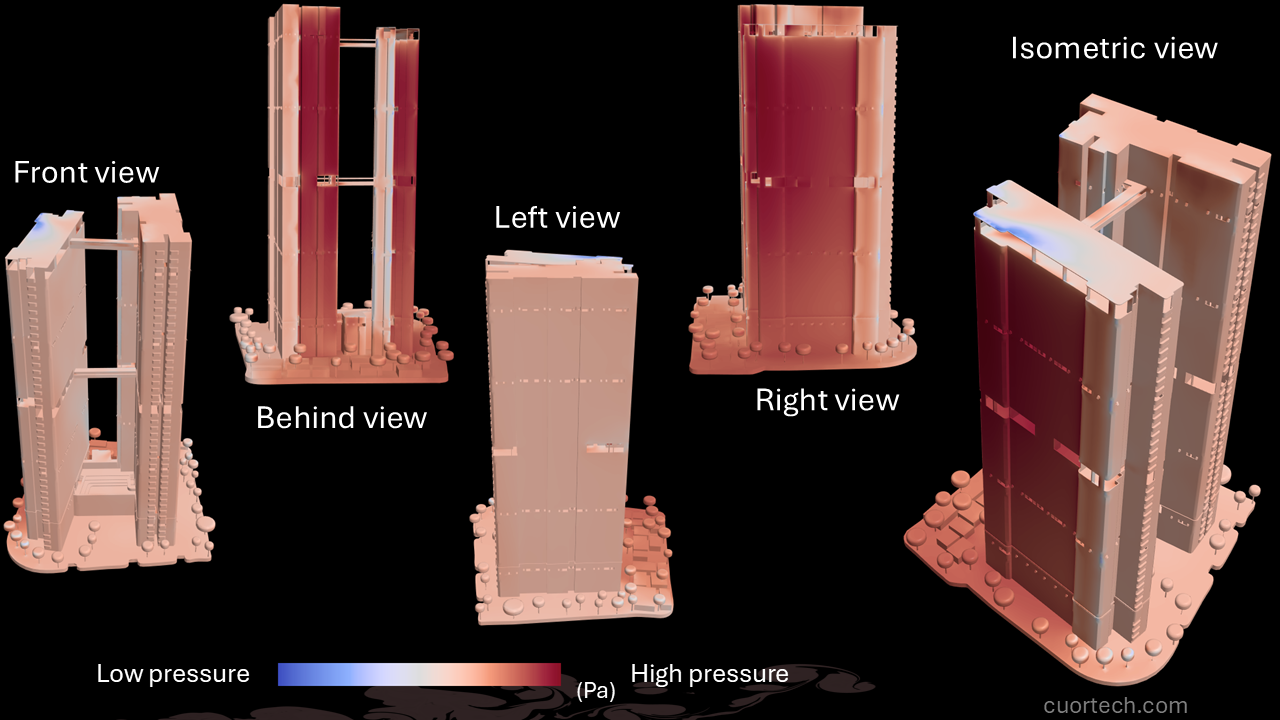 Isometric view
Front view
Left view
Behind view
Right view
Low pressure
(Pa)
High pressure
cuortech.com